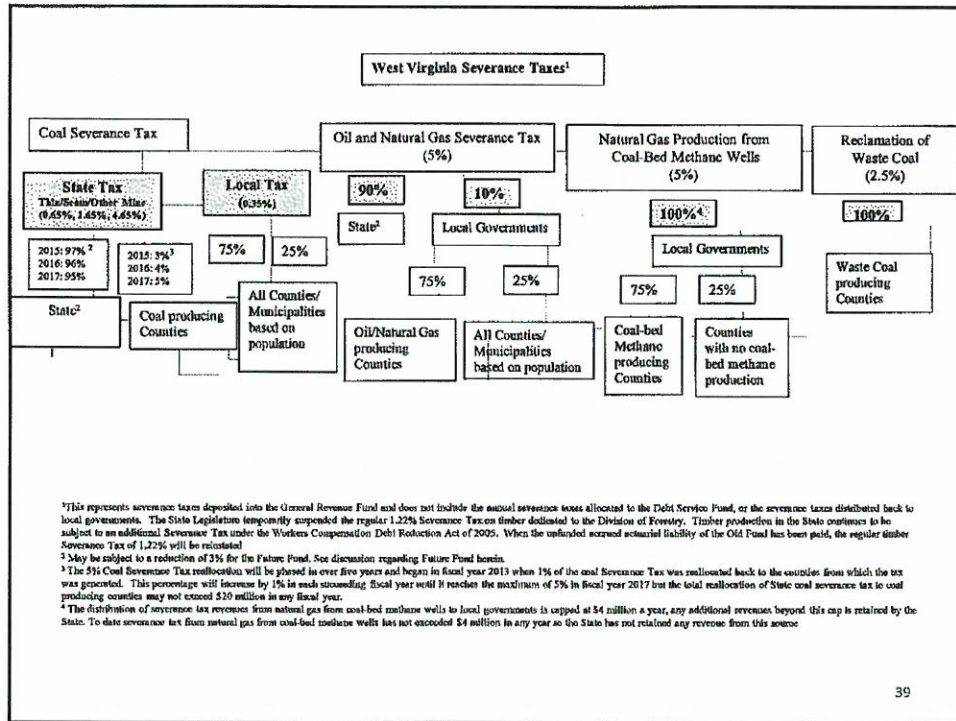 West Virginia Severance Taxes¹
Coal Severance Tax
Oil and Natural Gas Severance Tax
(5%)
Natural Gas Production from
Coal-Bed Methane Wells
(5%)
Reclamation of
Waste Coal
(2.5%)
State Tax
Thin/Seam/Other Mine
(0.65%, 1.65%, 4.65%)
Local Tax
(0.35%)
90%
10%
100%⁴
100%
State²
Local Governments
Local Governments
2015: 97% ²
2016: 96%
2017: 95%
2015: 3%³
2016: 4%
2017: 5%
75%
25%
75%
25%
75%
25%
Waste Coal
producing
Counties
State²
Coal producing
Counties
All Counties/
Municipalities
based on
population
Oil/Natural Gas
producing
Counties
All Counties/
Municipalities
based on population
Coal-bed
Methane
producing
Counties
Counties
with no coal-
bed methane
production
¹This represents severance taxes deposited into the General Revenue Fund and does not include the annual severance taxes allocated to the Debt Service Fund, or the severance taxes distributed back to
local governments. The State Legislature temporarily suspended the regular 1.22% Severance Tax on timber dedicated to the Division of Forestry. Timber production in the State continues to be
subject to an additional Severance Tax under the Workers Compensation Debt Reduction Act of 2005. When the unfunded accrued actuarial liability of the Old Fund has been paid, the regular timber
Severance Tax of 1.22% will be reinstated
² May be subject to a reduction of 3% for the Future Fund. See discussion regarding Future Fund herein.
³ The 5% Coal Severance Tax reallocation will be phased in over five years and began in fiscal year 2013 when 1% of the coal Severance Tax was reallocated back to the counties from which the tax
was generated. This percentage will increase by 1% in each succeeding fiscal year until it reaches the maximum of 5% in fiscal year 2017 but the total reallocation of State coal severance tax to coal
producing counties may not exceed $20 million in any fiscal year.
⁴ The distribution of severance tax revenues from natural gas from coal-bed methane wells to local governments is capped at $4 million a year, any additional revenues beyond this cap is retained by the
State. To date severance tax from natural gas from coal-bed methane wells has not exceeded $4 million in any year so the State has not retained any revenue from this source
39